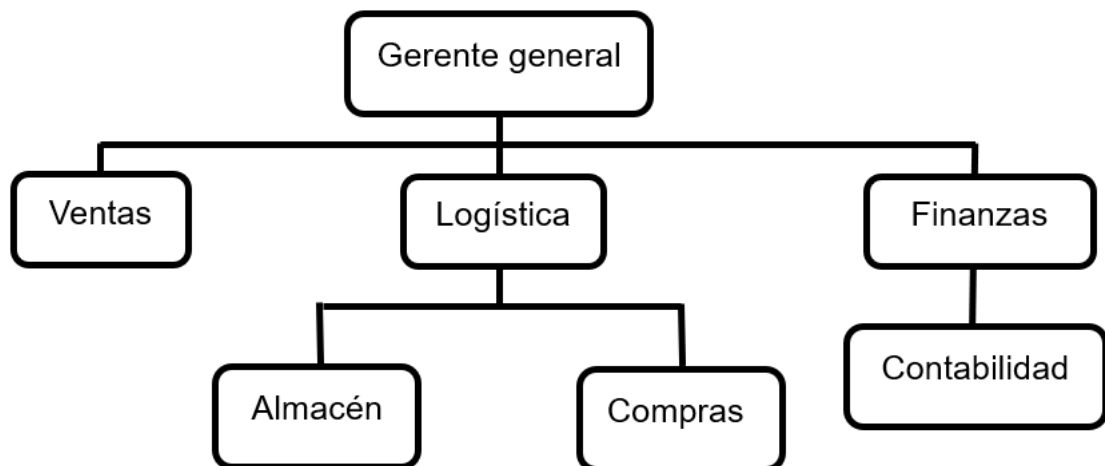 Gerente general
Ventas
Logística
Finanzas
Almacén
Compras
Contabilidad